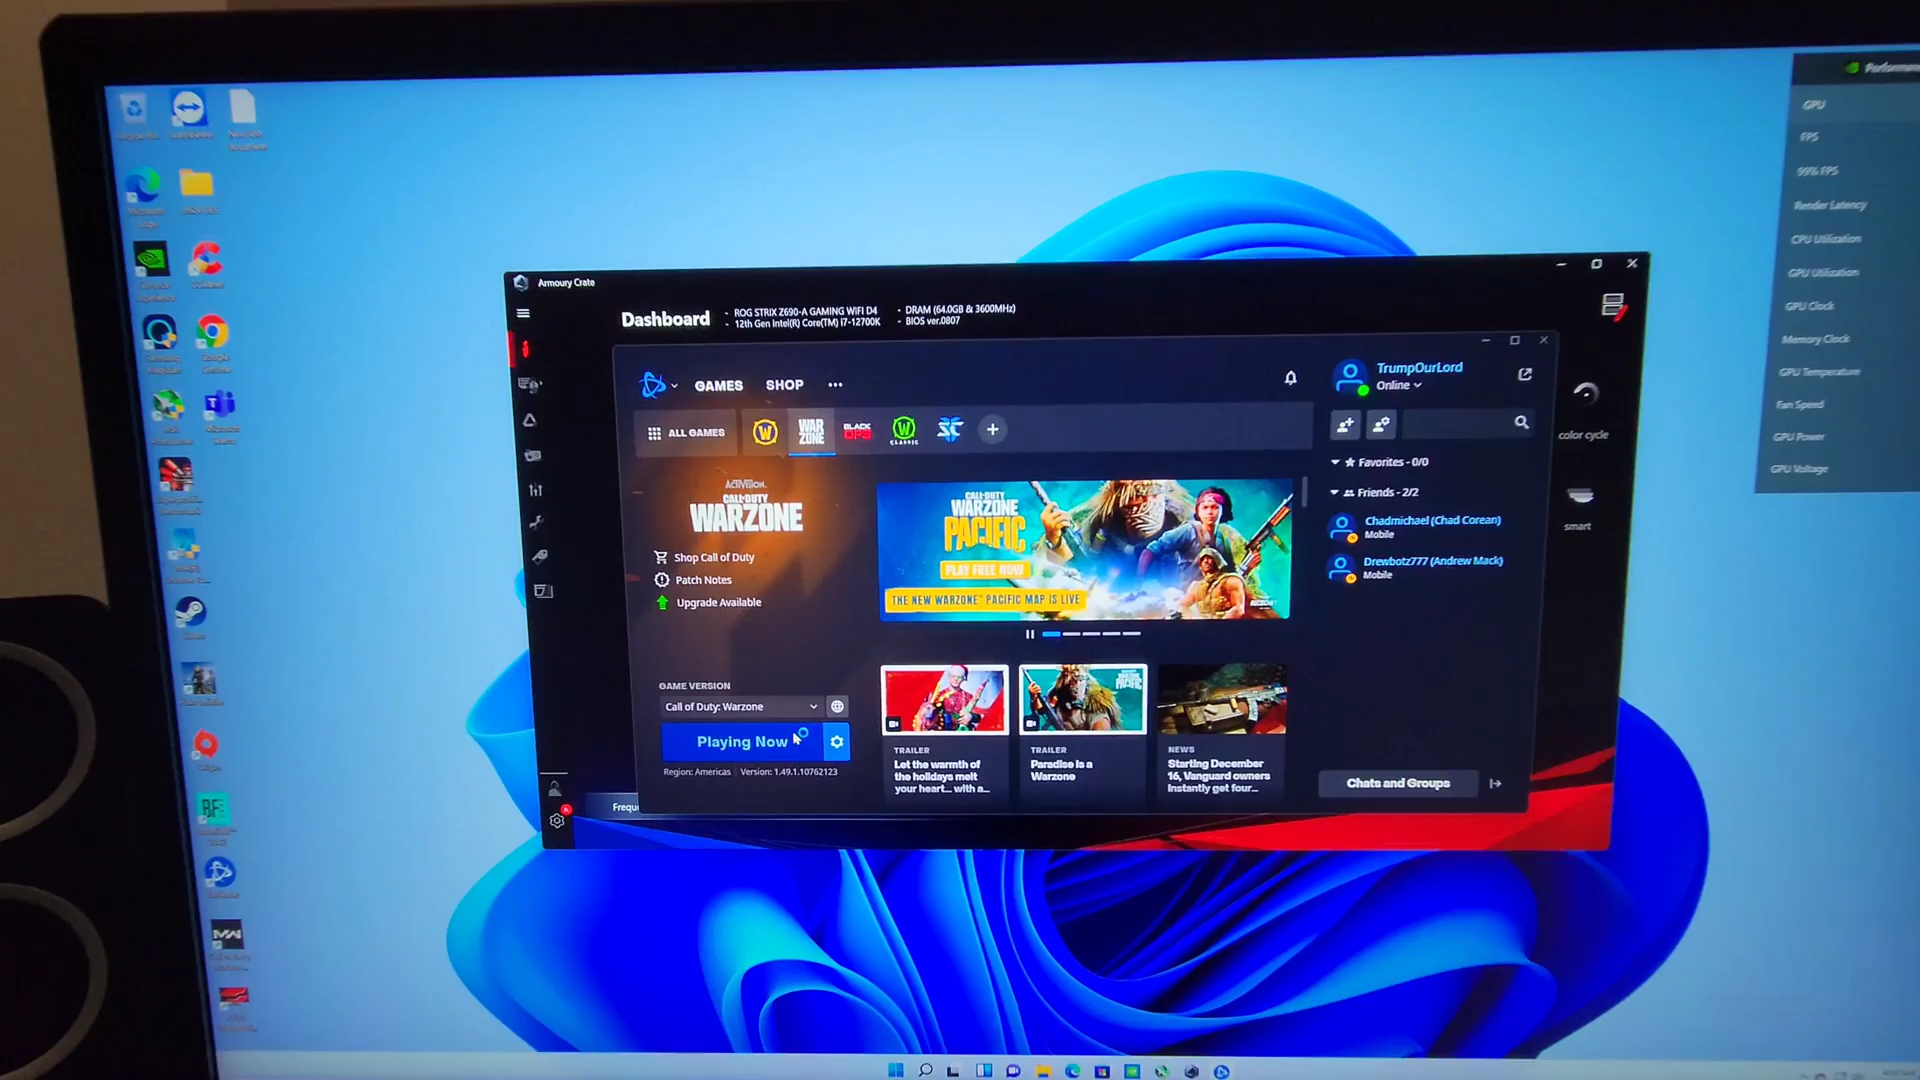 Armoury Crate
Dashboard
ROG STRIX Z690-A GAMING WIFI D4
12th Gen Intel(R) Core(TM) i7-12700K
DRAM (64.0GB & 3600MHz)
BIOS ver.0807
GAMES
SHOP
TrumpOurLord
Online
ALL GAMES
WAR
ZONE
BLACK
OPS
CLASSIC
Favorites - 0/0
Friends - 2/2
Chadmichael (Chad Corean)
Mobile
Drewbotz777 (Andrew Mack)
Mobile
ACTIVISION.
CALL·DUTY
WARZONE
Shop Call of Duty
Patch Notes
Upgrade Available
CALL·DUTY
WARZONE
PACIFIC
PLAY FREE NOW
THE NEW WARZONE™ PACIFIC MAP IS LIVE
GAME VERSION
Call of Duty: Warzone
Playing Now
Region: Americas
Version: 1.49.1.10762123
TRAILER
Let the warmth of
the holidays melt
your heart... with a...
TRAILER
Paradise is a
Warzone
NEWS
Starting December
16, Vanguard owners
instantly get four...
Chats and Groups
color cycle
smart
Frequ
GPU
FPS
99% FPS
Render Latency
CPU Utilization
GPU Utilization
GPU Clock
Memory Clock
GPU Temperature
Fan Speed
GPU Power
GPU Voltage